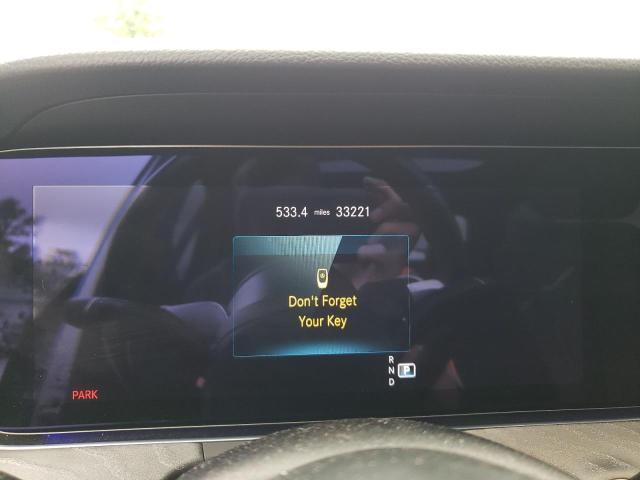 533.4 miles 33221
Don't Forget
Your Key
R
N P
D
PARK